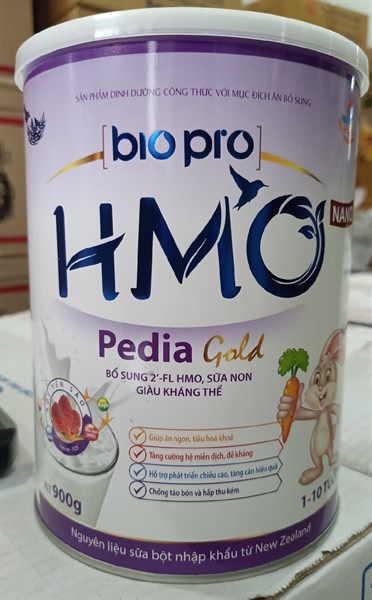 SẢN PHẨM DINH DƯỠNG CÔNG THỨC VỚI MỤC ĐÍCH ĂN BỔ SUNG
[bio pro]
HMO
NANO
Pedia Gold
BỔ SUNG 2'-FL HMO, SỮA NON
GIÀU KHÁNG THỂ
YẾN SÀO
Giúp ăn ngon, tiêu hoá khoẻ
Tăng cường hệ miễn dịch, đề kháng
Hỗ trợ phát triển chiều cao, tăng cân hiệu quả
Chống táo bón và hấp thu kém
900g
1-10 TUỔI
Nguyên liệu sữa bột nhập khẩu từ New Zealand